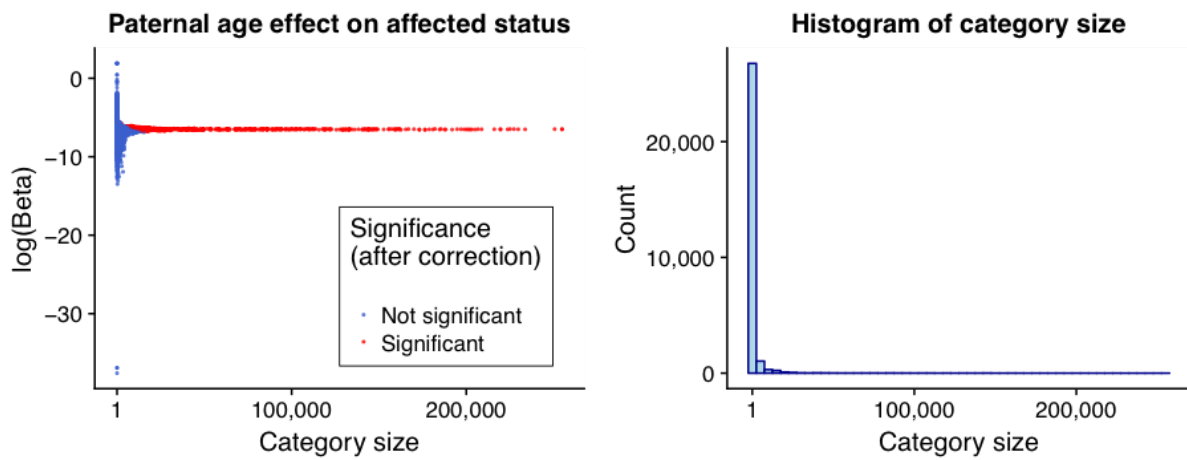 Paternal age effect on affected status
0
−10
−20
−30
log(Beta)
1
100,000
200,000
Category size
Significance
(after correction)
Not significant
Significant
Histogram of category size
20,000
10,000
0
Count
1
100,000
200,000
Category size